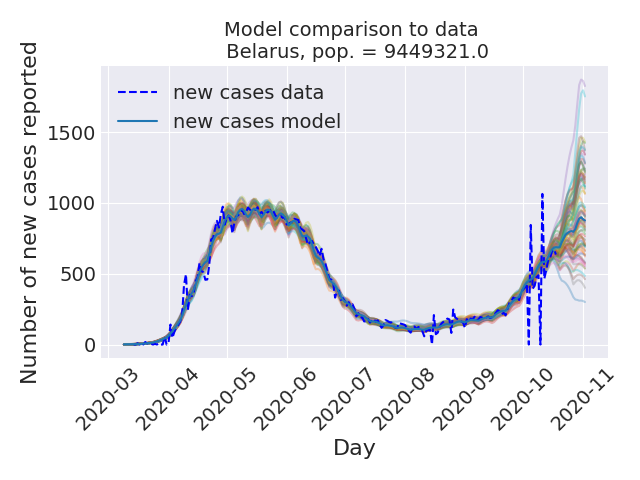 Model comparison to data
Belarus, pop. = 9449321.0
Number of new cases reported
1500
1000
500
0
new cases data
new cases model
2020-03
2020-04
2020-05
2020-06
2020-07
2020-08
2020-09
2020-10
2020-11
Day